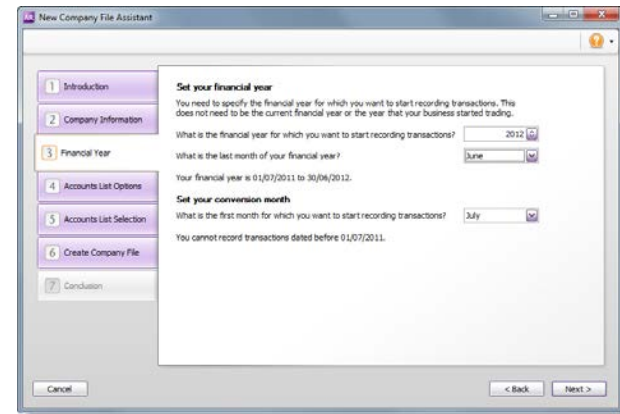 New Company File Assistant
1 Introduction
2 Company Information
3 Financial Year
4 Accounts List Options
5 Accounts List Selection
6 Create Company File
7 Conclusion
Set your financial year
You need to specify the financial year for which you want to start recording transactions. This
does not need to be the current financial year or the year that your business started trading.
What is the financial year for which you want to start recording transactions? 2012
What is the last month of your financial year? June
Your financial year is 01/07/2011 to 30/06/2012.
Set your conversion month
What is the first month for which you want to start recording transactions? July
You cannot record transactions dated before 01/07/2011.
Cancel < Back Next >